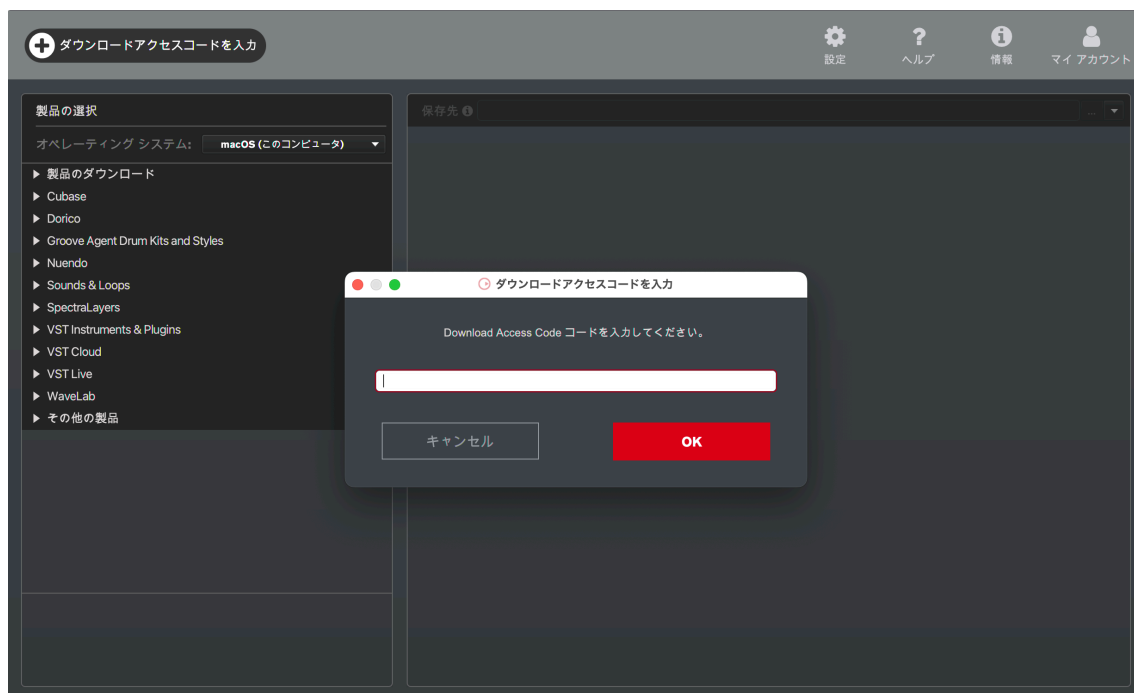 ダウンロードアクセスコードを入力
設定
ヘルプ
情報
マイ アカウント
製品の選択
オペレーティング システム: macOS (このコンピュータ)
製品のダウンロード
Cubase
Dorico
Groove Agent Drum Kits and Styles
Nuendo
Sounds & Loops
SpectraLayers
VST Instruments & Plugins
VST Cloud
VST Live
WaveLab
その他の製品
保存先
...
ダウンロードアクセスコードを入力
Download Access Code コードを入力してください。
キャンセル
OK